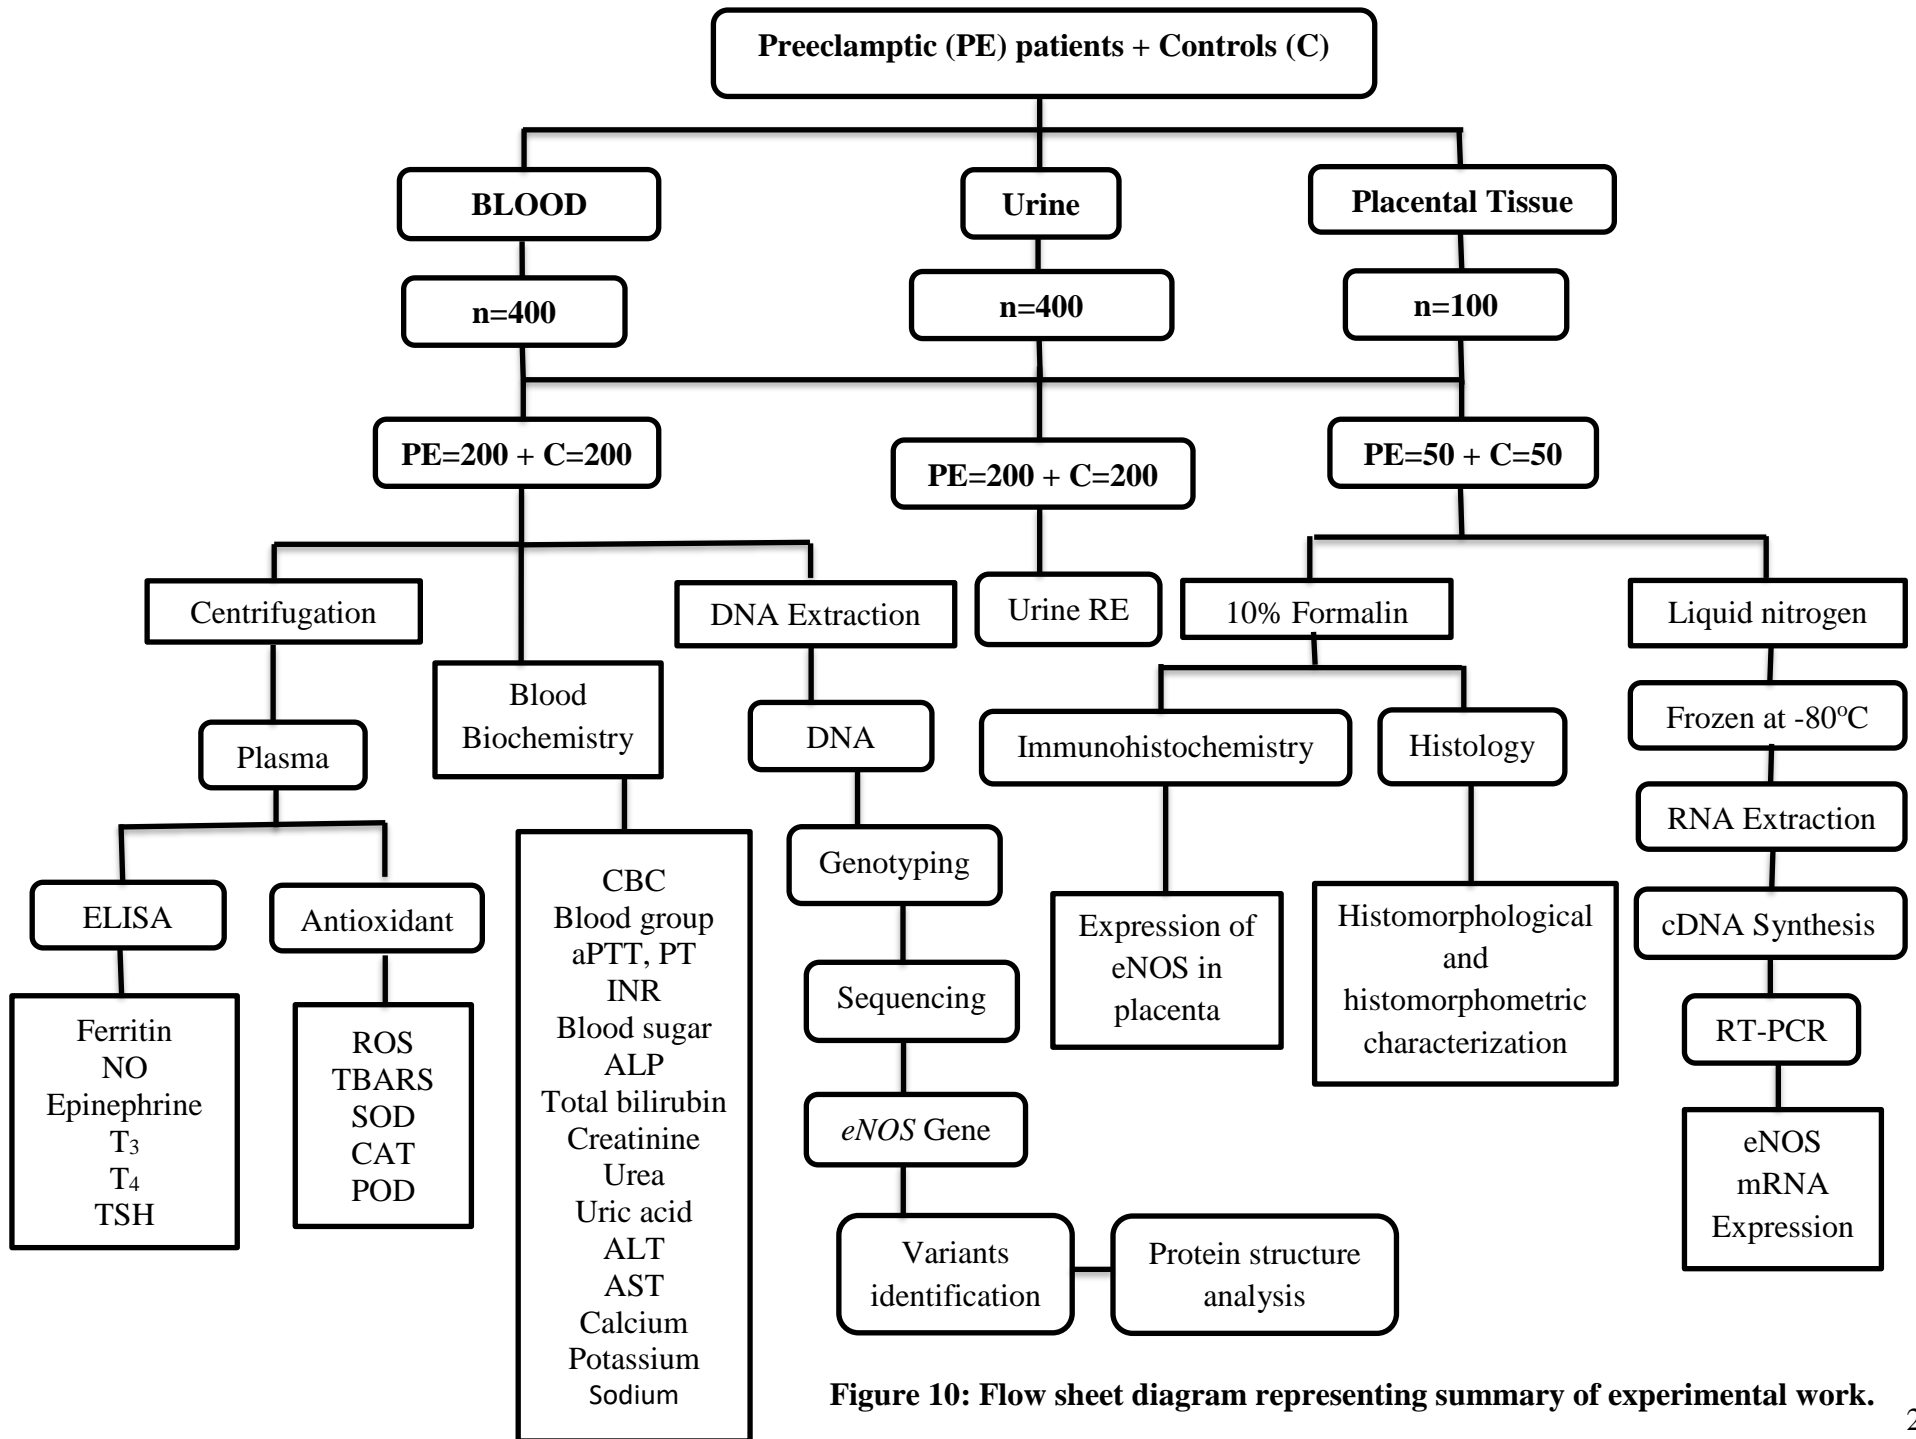 Preeclamptic (PE) patients + Controls (C)
BLOOD
Urine
Placental Tissue
n=400
n=400
n=100
PE=200 + C=200
PE=200 + C=200
PE=50 + C=50
Centrifugation
DNA Extraction
Urine RE
10% Formalin
Liquid nitrogen
Plasma
Blood
Biochemistry
DNA
Immunohistochemistry
Histology
Frozen at -80ºC
RNA Extraction
ELISA
Antioxidant
CBC
Blood group
aPTT, PT
INR
Blood sugar
ALP
Total bilirubin
Creatinine
Urea
Uric acid
ALT
AST
Calcium
Potassium
Sodium
Genotyping
Expression of
eNOS in
placenta
Histomorphological
and
histomorphometric
characterization
cDNA Synthesis
Ferritin
NO
Epinephrine
T3
T4
TSH
ROS
TBARS
SOD
CAT
POD
Sequencing
RT-PCR
eNOS Gene
eNOS
mRNA
Expression
Variants
identification
Protein structure
analysis
Figure 10: Flow sheet diagram representing summary of experimental work.
2